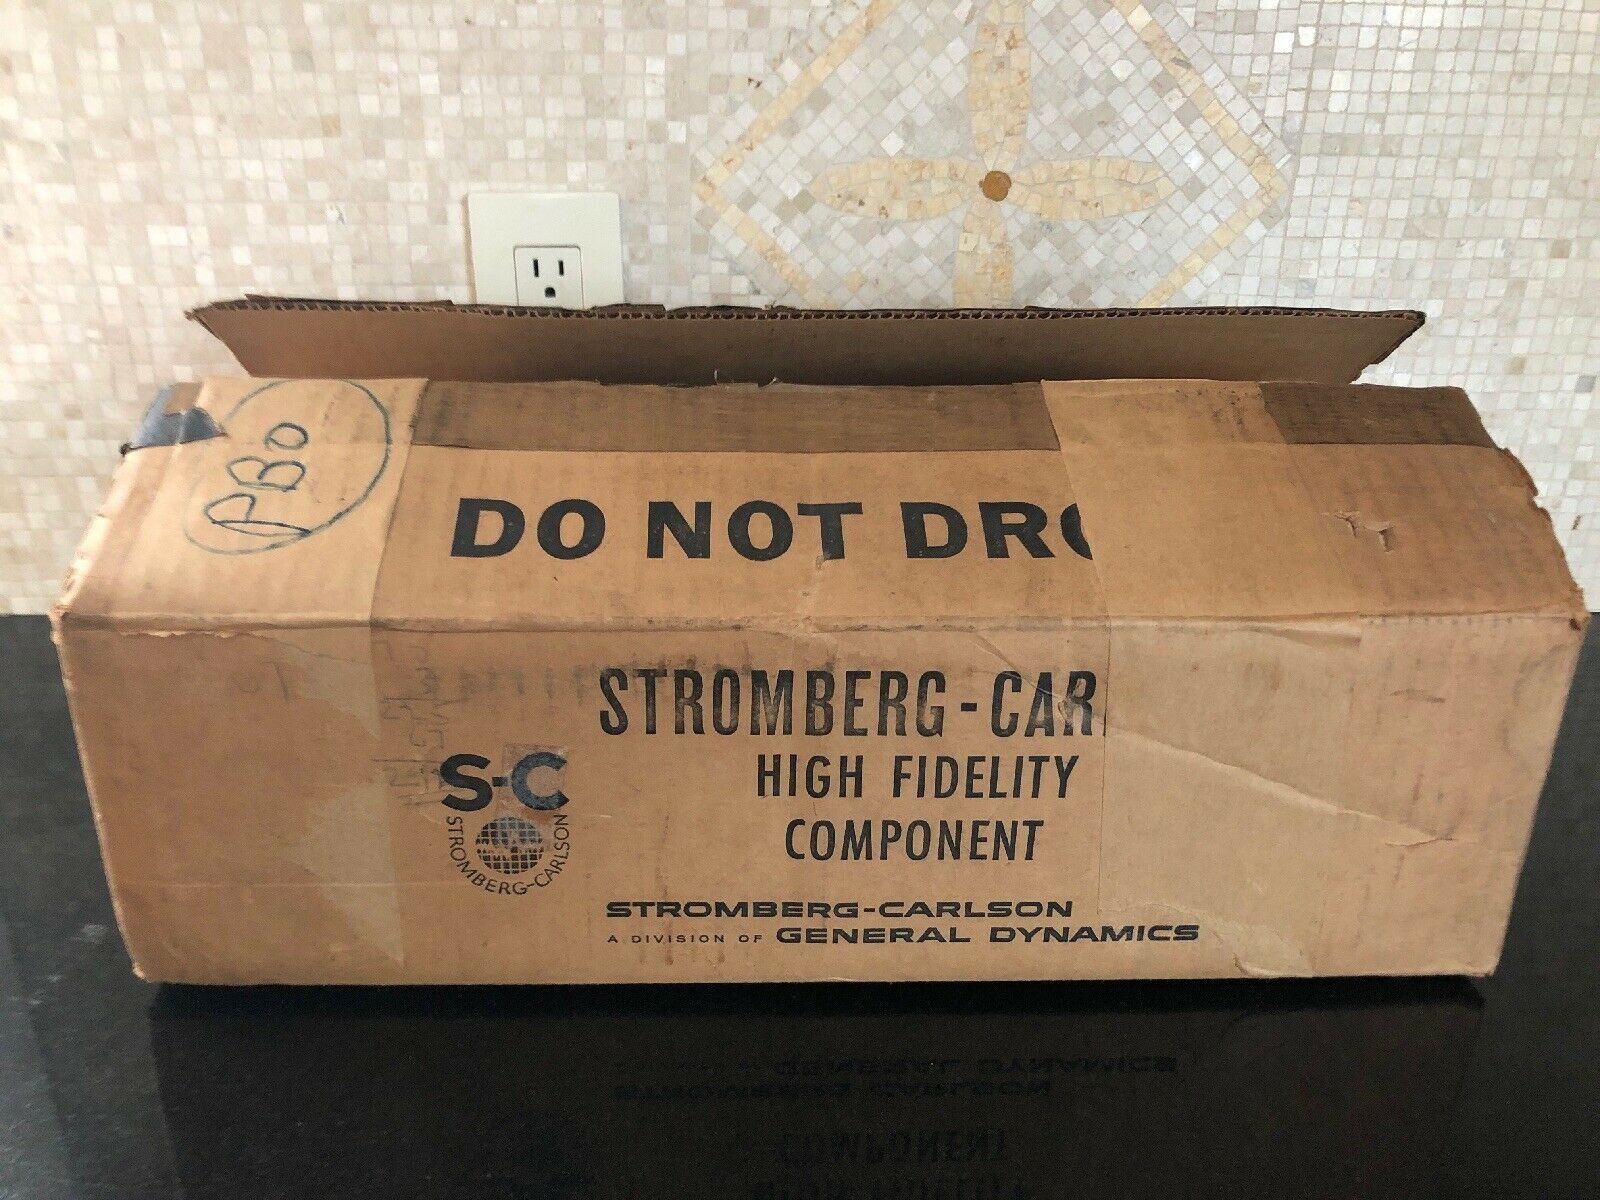 PBO
DO NOT DRO
STROMBERG-CAR
HIGH FIDELITY
COMPONENT
S-C
STROMBERG-CARLSON
STROMBERG-CARLSON
A DIVISION OF GENERAL DYNAMICS